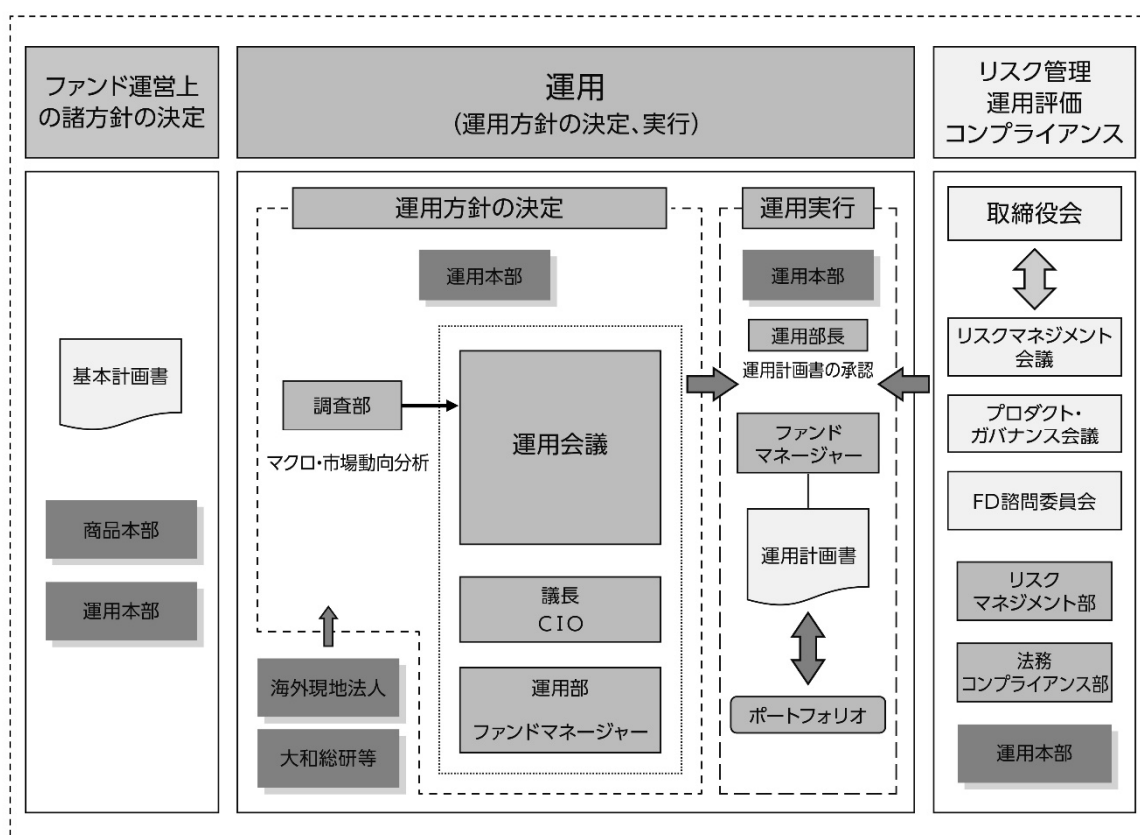 ファンド運営上
の諸方針の決定
運用
(運用方針の決定、実行)
リスク管理
運用評価
コンプライアンス
基本計画書
商品本部
運用本部
運用方針の決定
運用本部
調査部
マクロ・市場動向分析
運用会議
議長
CIO
運用部
ファンドマネージャー
海外現地法人
大和総研等
運用実行
運用本部
運用部長
運用計画書の承認
ファンド
マネージャー
運用計画書
ポートフォリオ
取締役会
リスクマネジメント
会議
プロダクト・
ガバナンス会議
FD諮問委員会
リスク
マネジメント部
法務
コンプライアンス部
運用本部